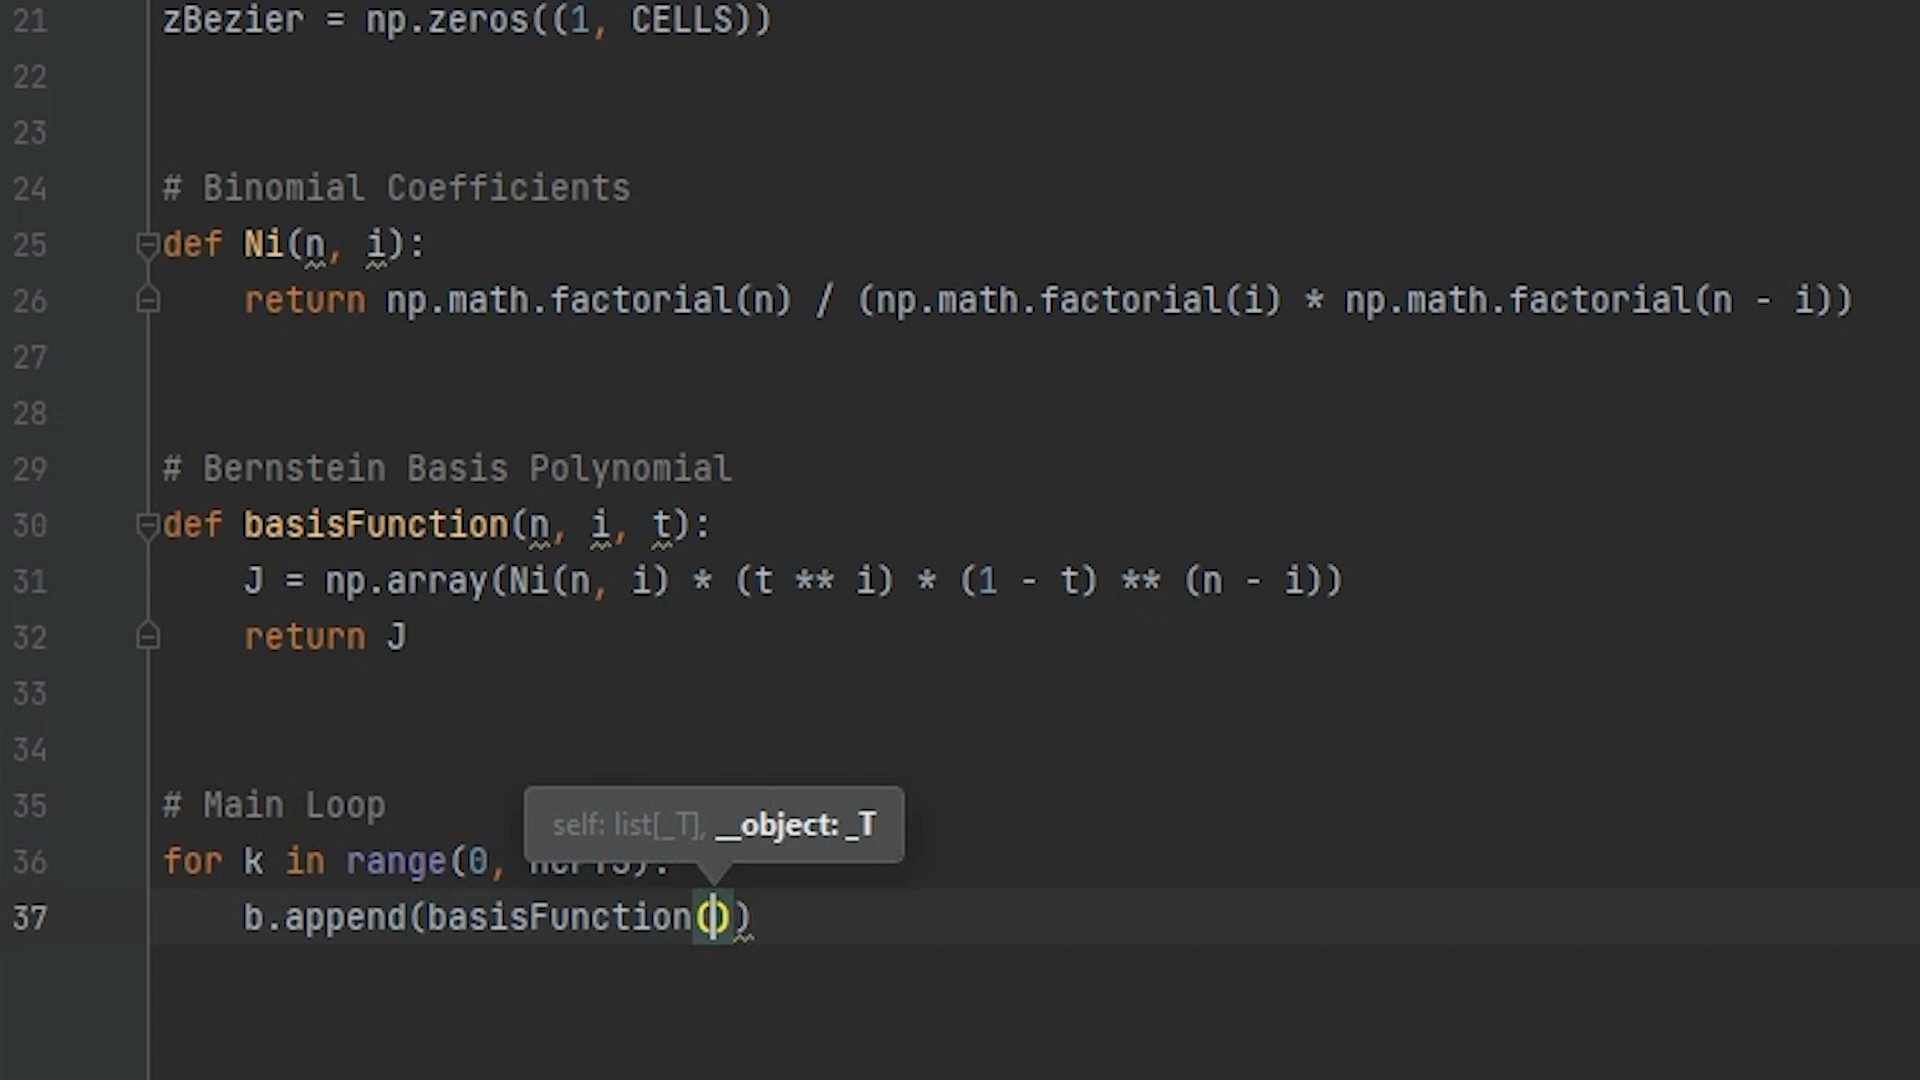 21 zBezier = np.zeros((1, CELLS))
22
23
24 # Binomial Coefficients
25 def Ni(n, i):
26 return np.math.factorial(n) / (np.math.factorial(i) * np.math.factorial(n - i))
27
28
29 # Bernstein Basis Polynomial
30 def basisFunction(n, i, t):
31 J = np.array(Ni(n, i) * (t ** i) * (1 - t) ** (n - i))
32 return J
33
34
35 # Main Loop
self: list[_T], __object: _T
36 for k in range(0,
37 b.append(basisFunction())